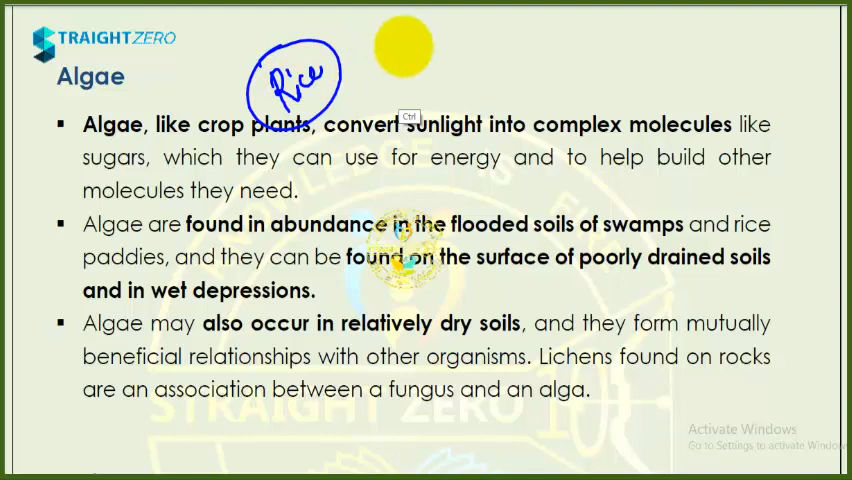 STRAIGHTZERO
Rice
Algae
Ctrl
▪ Algae, like crop plants, convert sunlight into complex molecules like
sugars, which they can use for energy and to help build other
molecules they need.
▪ Algae are found in abundance in the flooded soils of swamps and rice
paddies, and they can be found on the surface of poorly drained soils
and in wet depressions.
▪ Algae may also occur in relatively dry soils, and they form mutually
beneficial relationships with other organisms. Lichens found on rocks
are an association between a fungus and an alga.
KNOWLEDGE IS
STRAIGHT ZERO
Activate Windows
Go to Settings to activate Windows